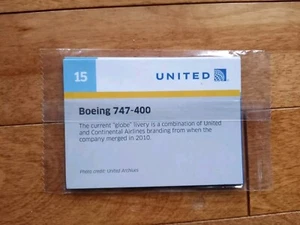 15
UNITED
Boeing 747-400
The current "globe" livery is a combination of United
and Continental Airlines branding from when the
company merged in 2010.
Photo credit: United Airlines